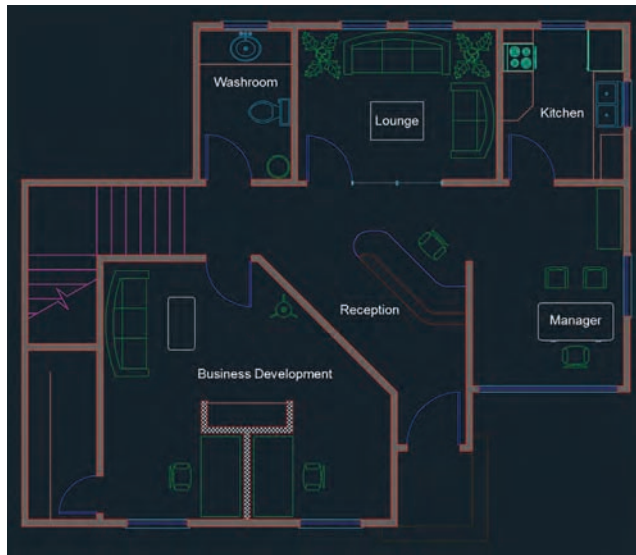 Washroom
Lounge
Kitchen
Reception
Manager
Business Development